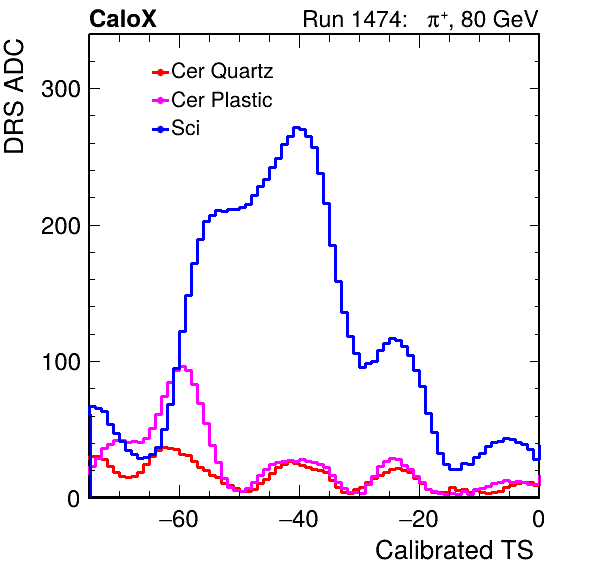 CaloX Run 1474: π⁺, 80 GeV
DRS ADC
Cer Quartz
Cer Plastic
Sci
300
200
100
0
−60 −40 −20 0
Calibrated TS